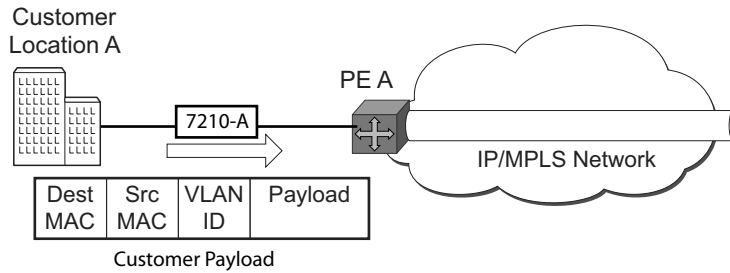 Customer
Location A
PE A
7210-A
IP/MPLS Network
Dest
MAC
Src
MAC
VLAN
ID
Payload
Customer Payload